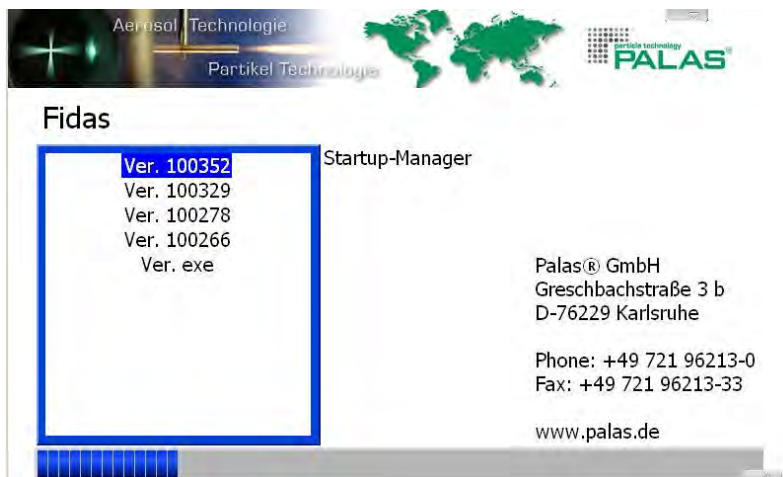 Aerosol Technologie
Partikel Technologie
particle technology
PALAS®
Fidas
Startup-Manager
Ver. 100352
Ver. 100329
Ver. 100278
Ver. 100266
Ver. exe
Palas® GmbH
Greschbachstraße 3 b
D-76229 Karlsruhe
Phone: +49 721 96213-0
Fax: +49 721 96213-33
www.palas.de